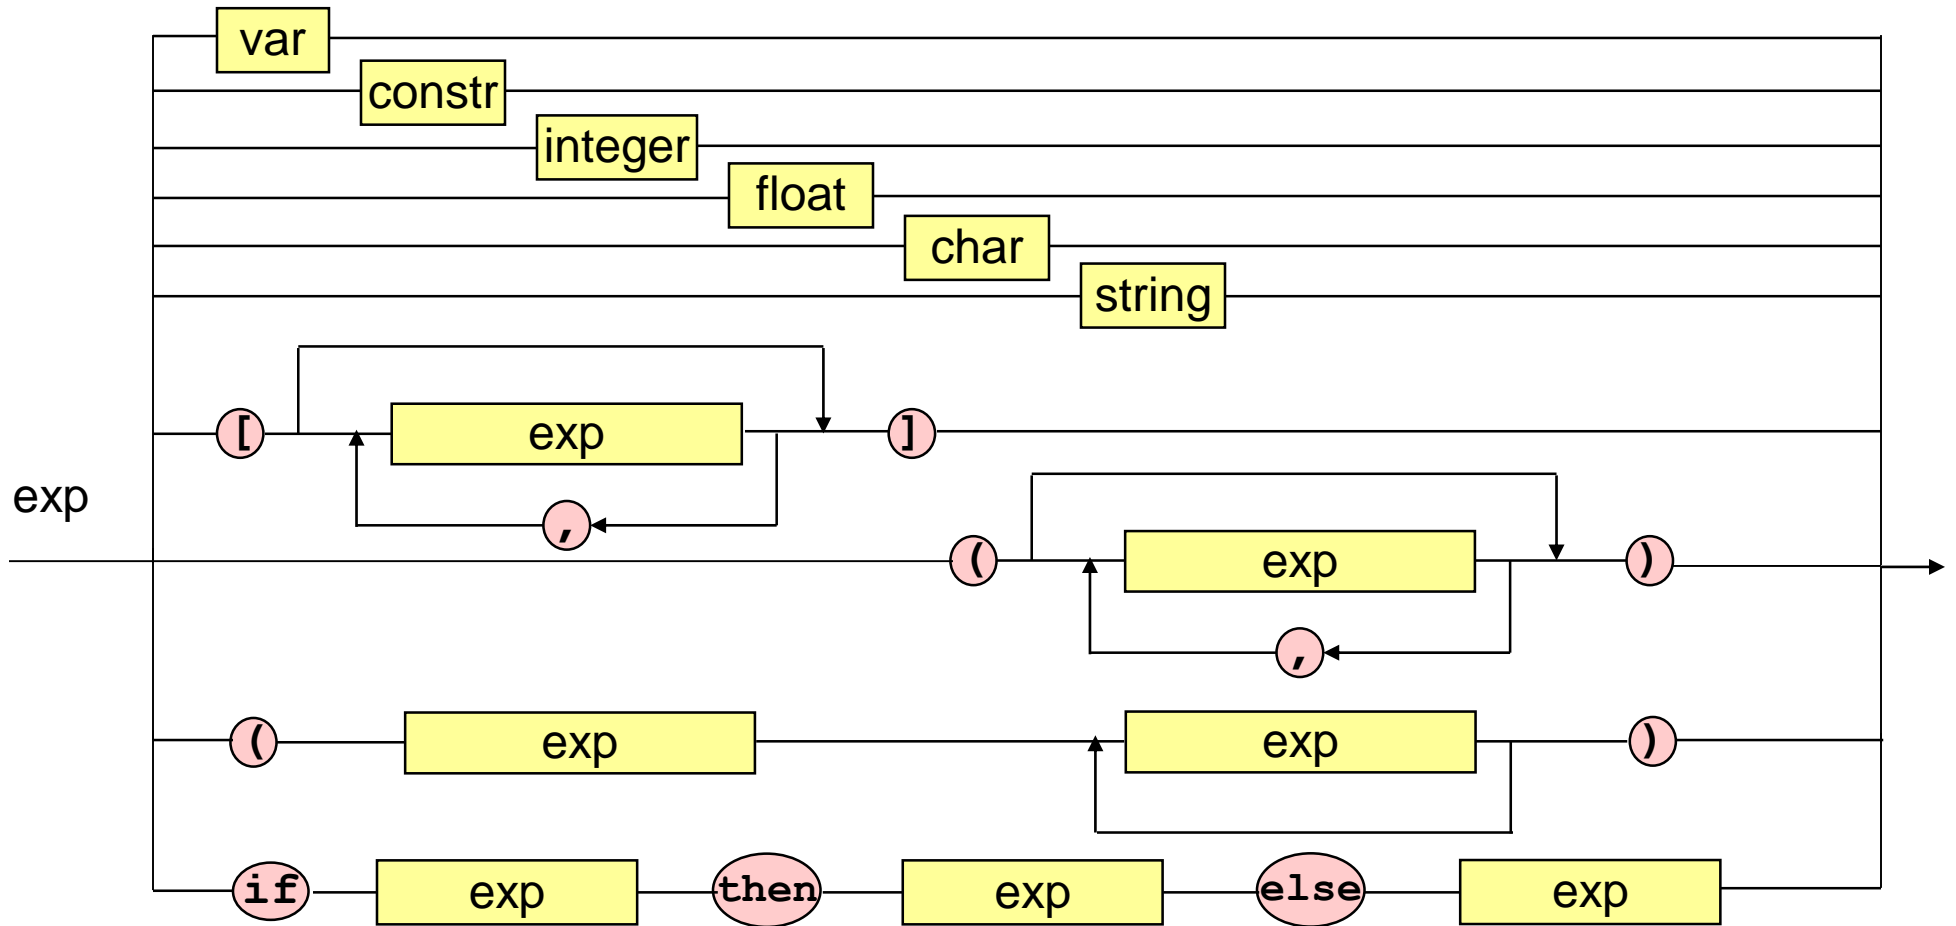 var
constr
integer
float
char
string
[ exp ]
,
exp
( exp )
,
( exp exp )
if exp then exp else exp